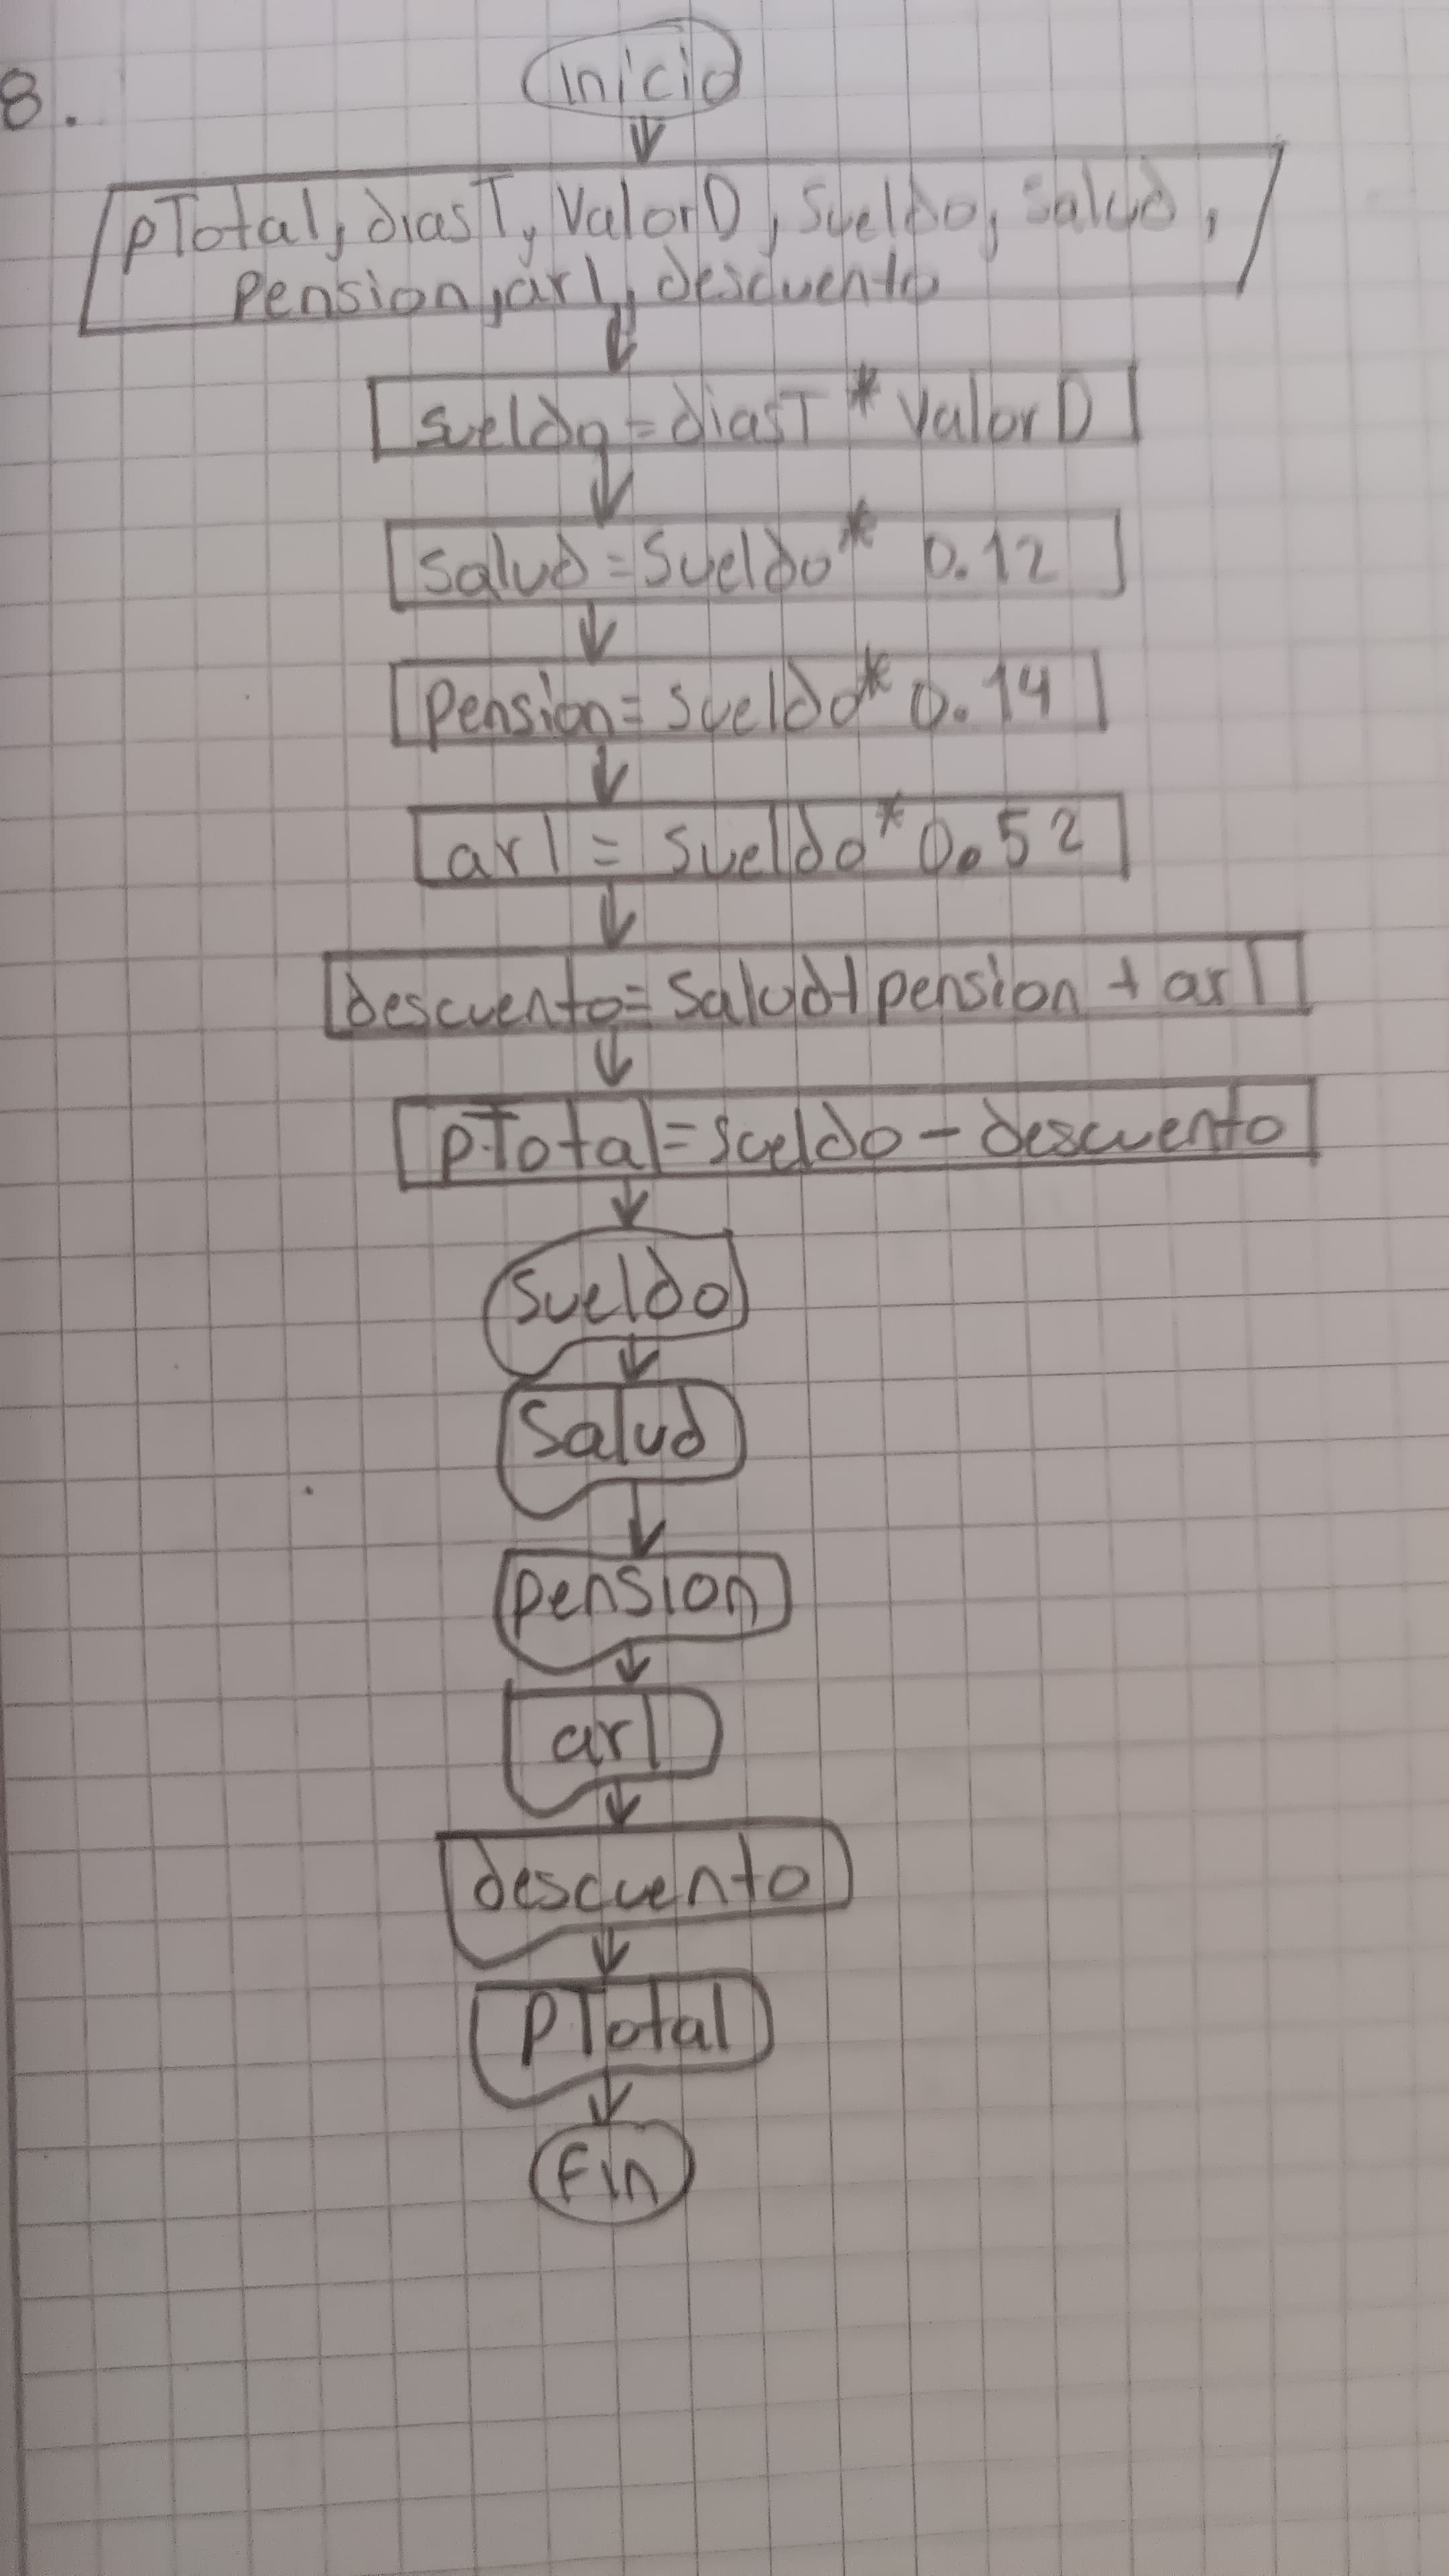 8.
inicio
pTotal, diasT, ValorD, Sueldo, Salud,
Pension, arl, descuento
sueldo = diasT * ValorD
Salud = Sueldo * 0.12
Pension = sueldo * 0.14
arl = sueldo * 0.52
descuento = Salud + pension + arl
pTotal = sueldo - descuento
Sueldo
Salud
pension
arl
descuento
PTotal
Fin